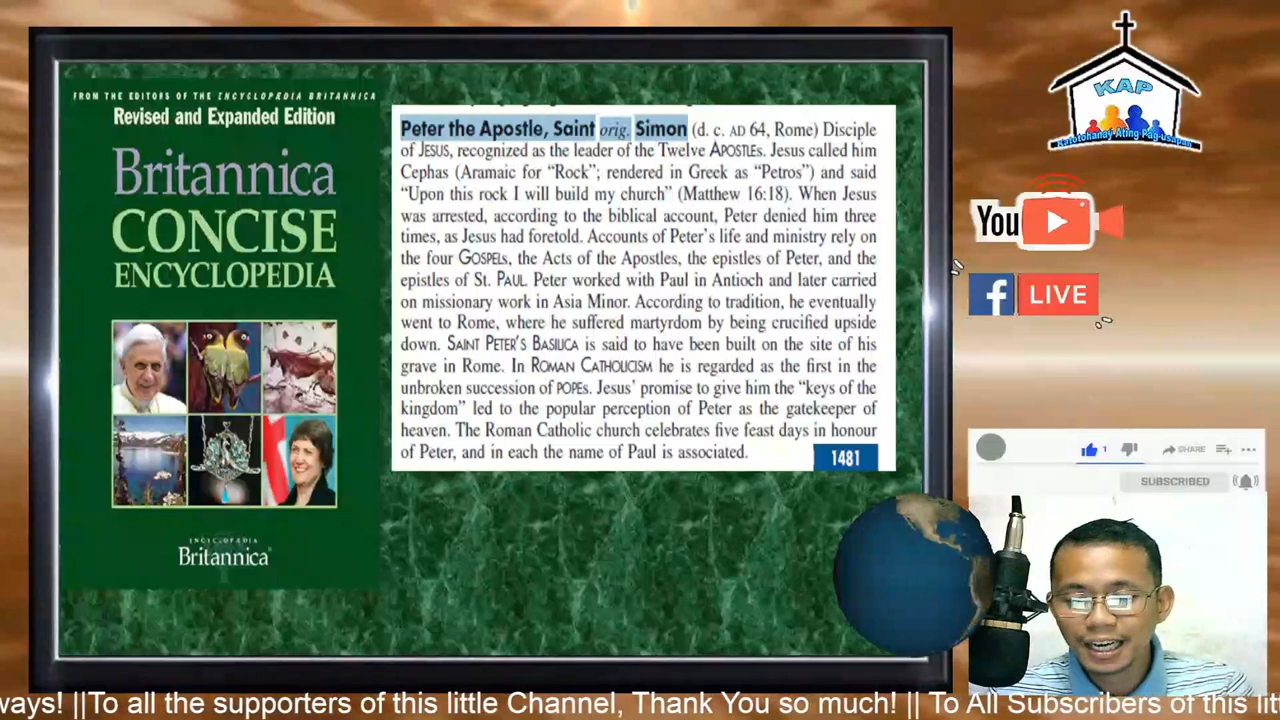 FROM THE EDITORS OF THE ENCYCLOPÆDIA BRITANNICA
Revised and Expanded Edition
Britannica
CONCISE
ENCYCLOPEDIA
ENCYCLOPÆDIA
Britannica
Peter the Apostle, Saint orig. Simon (d. c. AD 64, Rome) Disciple
of JESUS, recognized as the leader of the Twelve APOSTLES. Jesus called him
Cephas (Aramaic for “Rock”; rendered in Greek as “Petros”) and said
“Upon this rock I will build my church” (Matthew 16:18). When Jesus
was arrested, according to the biblical account, Peter denied him three
times, as Jesus had foretold. Accounts of Peter’s life and ministry rely on
the four GOSPELS, the Acts of the Apostles, the epistles of Peter, and the
epistles of St. PAUL. Peter worked with Paul in Antioch and later carried
on missionary work in Asia Minor. According to tradition, he eventually
went to Rome, where he suffered martyrdom by being crucified upside
down. SAINT PETER’S BASILICA is said to have been built on the site of his
grave in Rome. In ROMAN CATHOLICISM he is regarded as the first in the
unbroken succession of POPES. Jesus’ promise to give him the “keys of the
kingdom” led to the popular perception of Peter as the gatekeeper of
heaven. The Roman Catholic church celebrates five feast days in honour
of Peter, and in each the name of Paul is associated.
1481
KAP
Katotohanay Ating Pag-usapan
You
f LIVE
1
SHARE
SUBSCRIBED
ways! ||To all the supporters of this little Channel, Thank You so much! || To All Subscribers of this